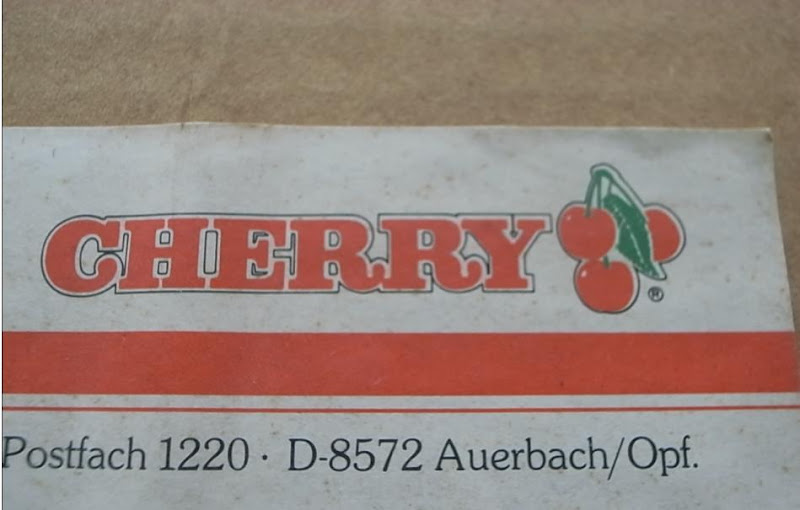 CHERRY ®
Postfach 1220 · D-8572 Auerbach/Opf.